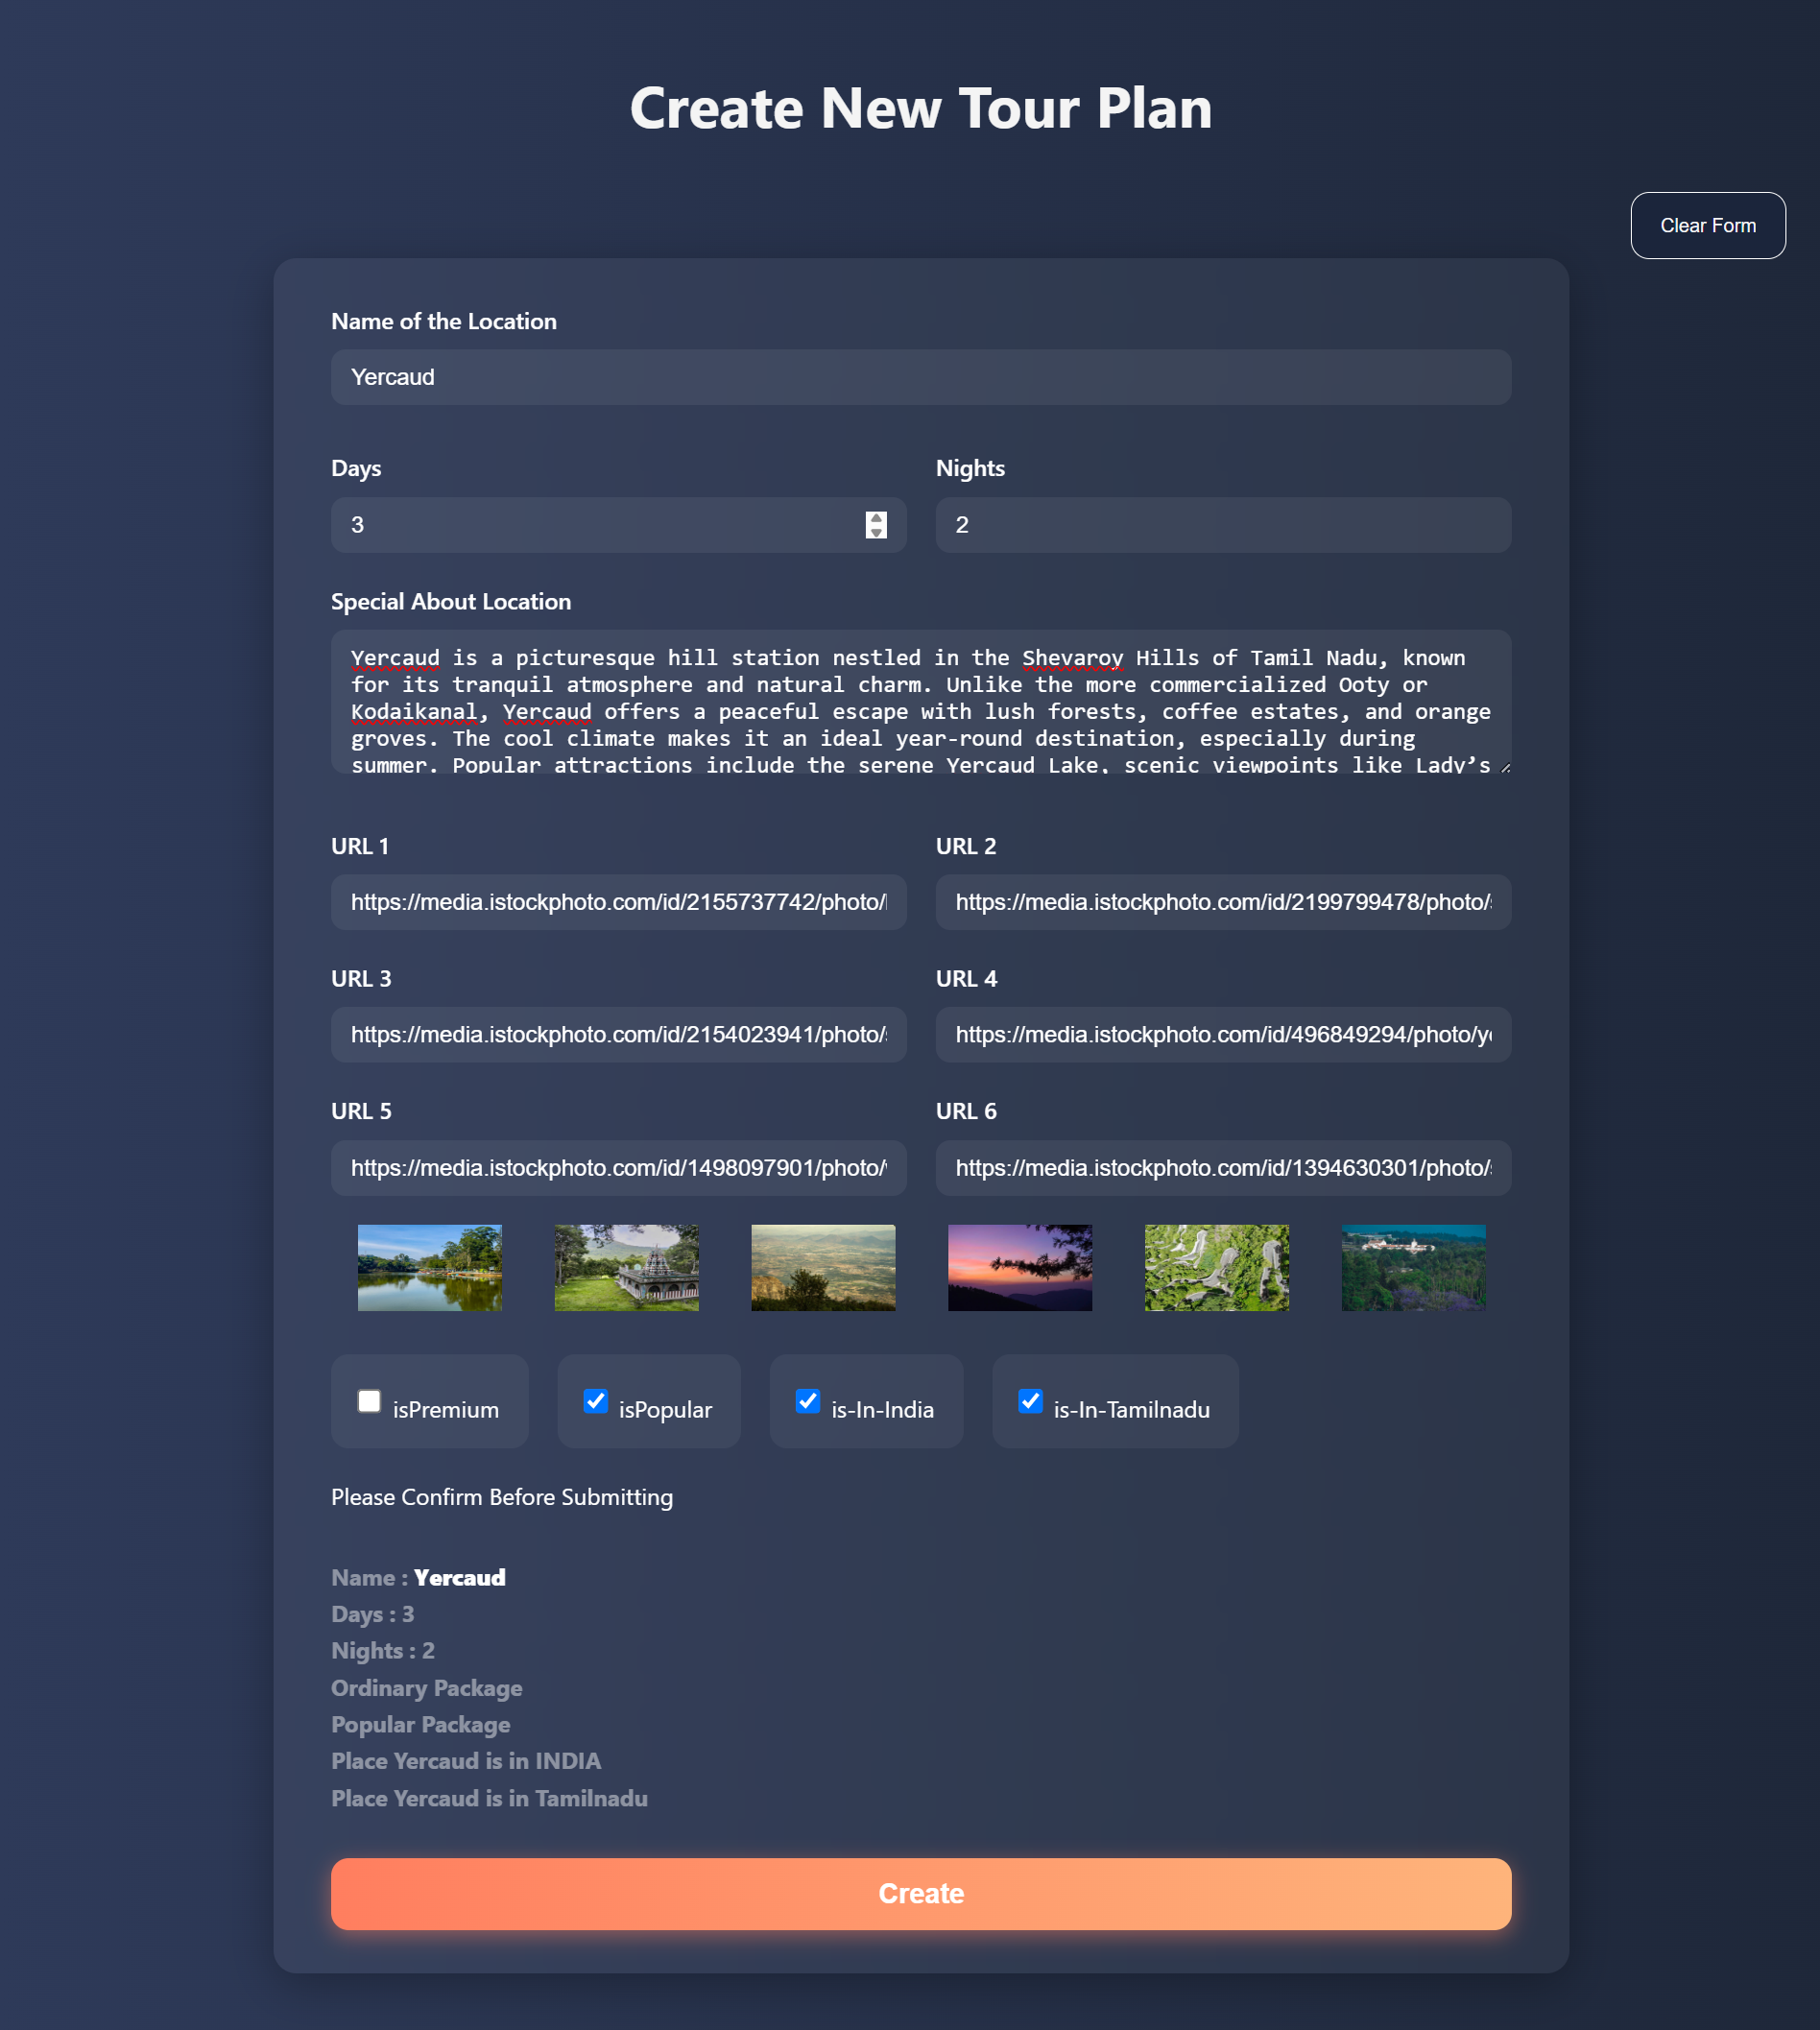 Create New Tour Plan
Clear Form
Name of the Location
Yercaud
Days
Nights
3
2
Special About Location
Yercaud is a picturesque hill station nestled in the Shevaroy Hills of Tamil Nadu, known
for its tranquil atmosphere and natural charm. Unlike the more commercialized Ooty or
Kodaikanal, Yercaud offers a peaceful escape with lush forests, coffee estates, and orange
groves. The cool climate makes it an ideal year-round destination, especially during
summer. Popular attractions include the serene Yercaud Lake, scenic viewpoints like Lady’s
URL 1
URL 2
https://media.istockphoto.com/id/2155737742/photo/
https://media.istockphoto.com/id/2199799478/photo/
URL 3
URL 4
https://media.istockphoto.com/id/2154023941/photo/
https://media.istockphoto.com/id/496849294/photo/y
URL 5
URL 6
https://media.istockphoto.com/id/1498097901/photo/
https://media.istockphoto.com/id/1394630301/photo/
isPremium
isPopular
is-In-India
is-In-Tamilnadu
Please Confirm Before Submitting
Name : Yercaud
Days : 3
Nights : 2
Ordinary Package
Popular Package
Place Yercaud is in INDIA
Place Yercaud is in Tamilnadu
Create